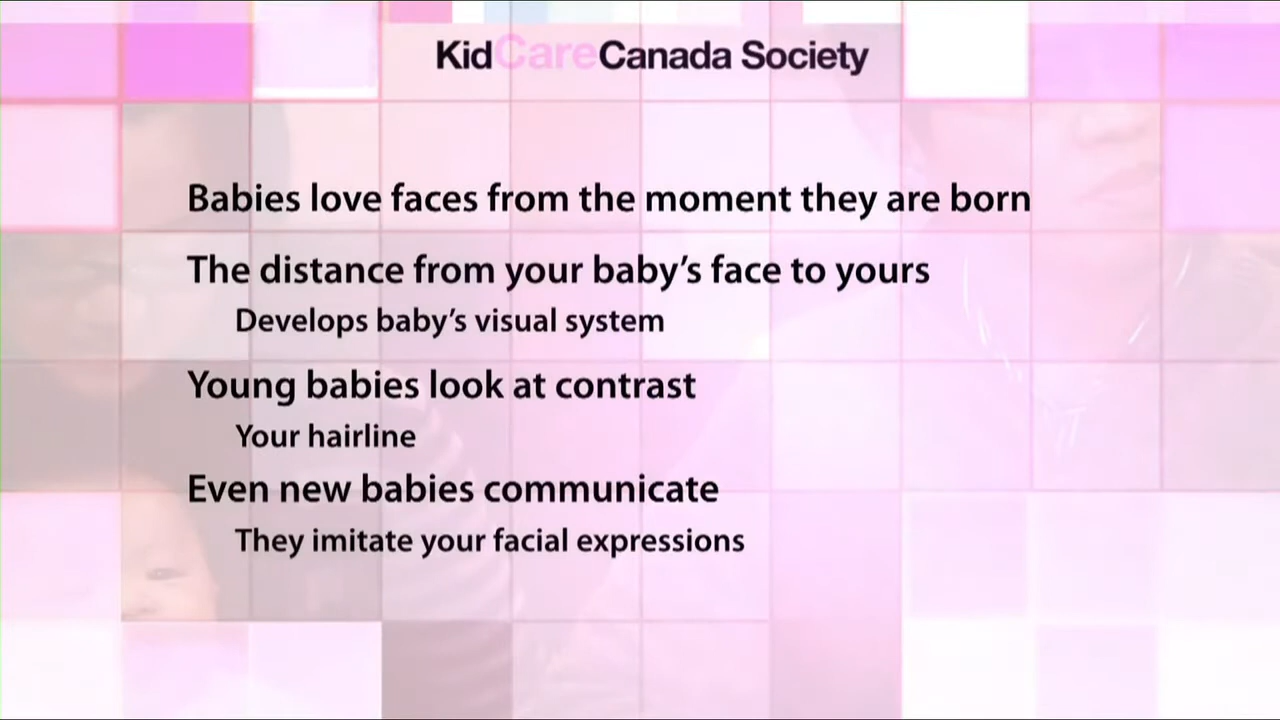 KidCareCanada Society
Babies love faces from the moment they are born
The distance from your baby’s face to yours
Develops baby’s visual system
Young babies look at contrast
Your hairline
Even new babies communicate
They imitate your facial expressions